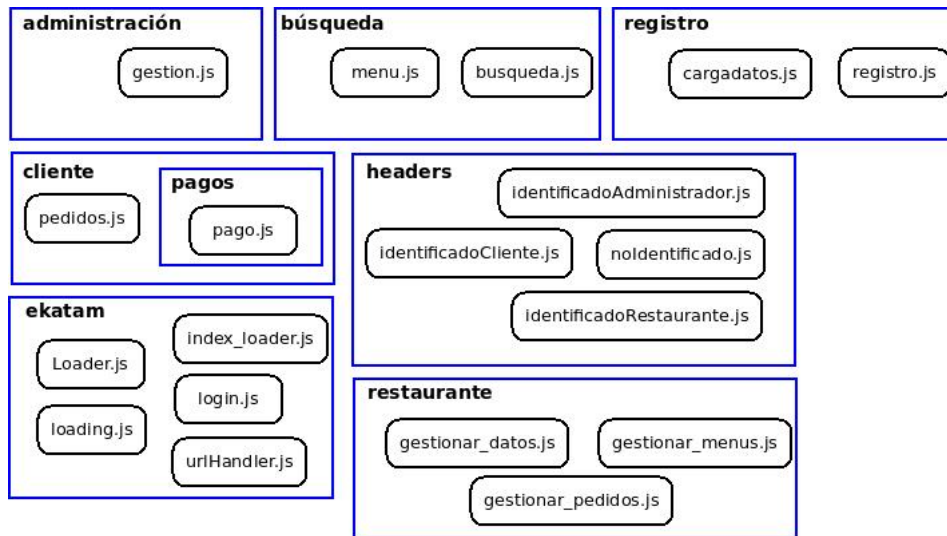 administración
gestion.js
búsqueda
menu.js
busqueda.js
registro
cargadatos.js
registro.js
cliente
pedidos.js
pagos
pago.js
headers
identificadoAdministrador.js
identificadoCliente.js
noIdentificado.js
identificadoRestaurante.js
ekatam
index_loader.js
Loader.js
login.js
loading.js
urlHandler.js
restaurante
gestionar_datos.js
gestionar_menus.js
gestionar_pedidos.js